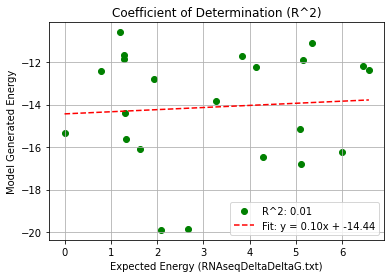 Coefficient of Determination (R^2)
Model Generated Energy
−12
−14
−16
−18
−20
R^2: 0.01
Fit: y = 0.10x + -14.44
0
1
2
3
4
5
6
Expected Energy (RNAseqDeltaDeltaG.txt)